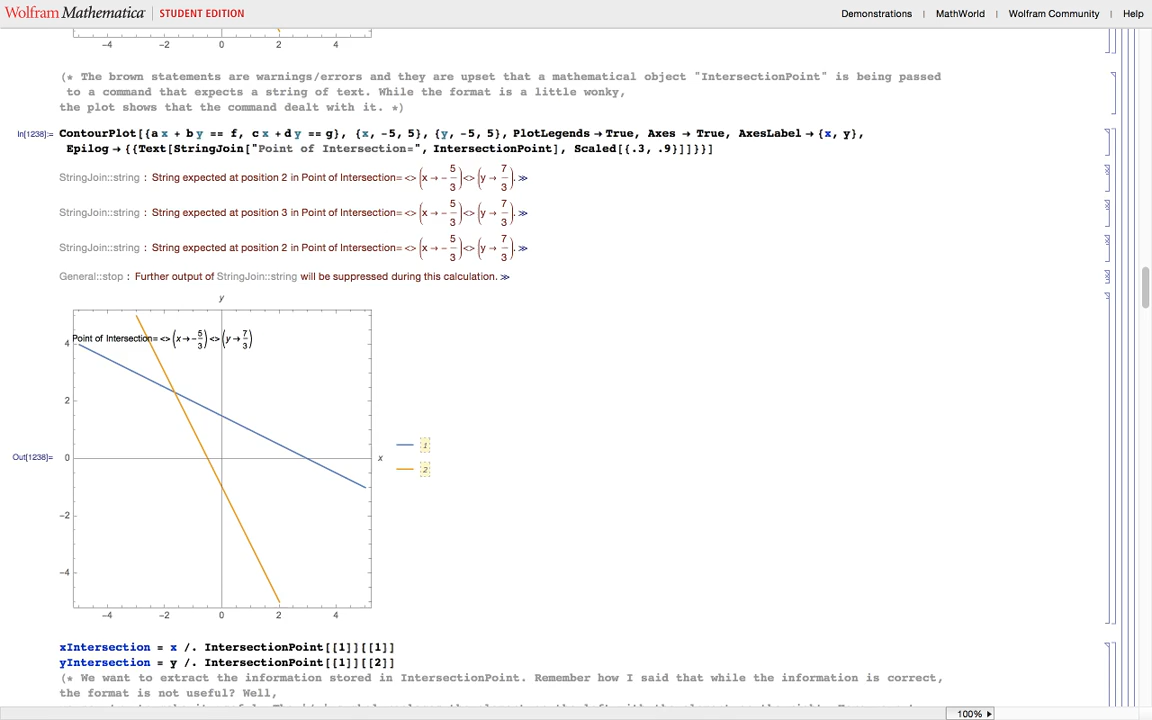 Wolfram Mathematica | STUDENT EDITION Demonstrations | MathWorld | Wolfram Community | Help
-4 -2 0 2 4
(* The brown statements are warnings/errors and they are upset that a mathematical object "IntersectionPoint" is being passed
to a command that expects a string of text. While the format is a little wonky,
the plot shows that the command dealt with it. *)
In[1238]:= ContourPlot[{a x + b y == f, c x + d y == g}, {x, -5, 5}, {y, -5, 5}, PlotLegends → True, Axes → True, AxesLabel → {x, y},
Epilog → {{Text[StringJoin["Point of Intersection=", IntersectionPoint], Scaled[{.3, .9}]]}}]
StringJoin::string : String expected at position 2 in Point of Intersection= <> (x → -5/3) <> (y → 7/3). ≫
StringJoin::string : String expected at position 3 in Point of Intersection= <> (x → -5/3) <> (y → 7/3). ≫
StringJoin::string : String expected at position 2 in Point of Intersection= <> (x → -5/3) <> (y → 7/3). ≫
General::stop : Further output of StringJoin::string will be suppressed during this calculation. ≫
y
Point of Intersection= <> (x → -5/3) <> (y → 7/3)
4
2
1
Out[1238]= 0 x
2
-2
-4
-4 -2 0 2 4
xIntersection = x /. IntersectionPoint[[1]][[1]]
yIntersection = y /. IntersectionPoint[[1]][[2]]
(* We want to extract the information stored in IntersectionPoint. Remember how I said that while the information is correct,
the format is not useful? Well,
100%